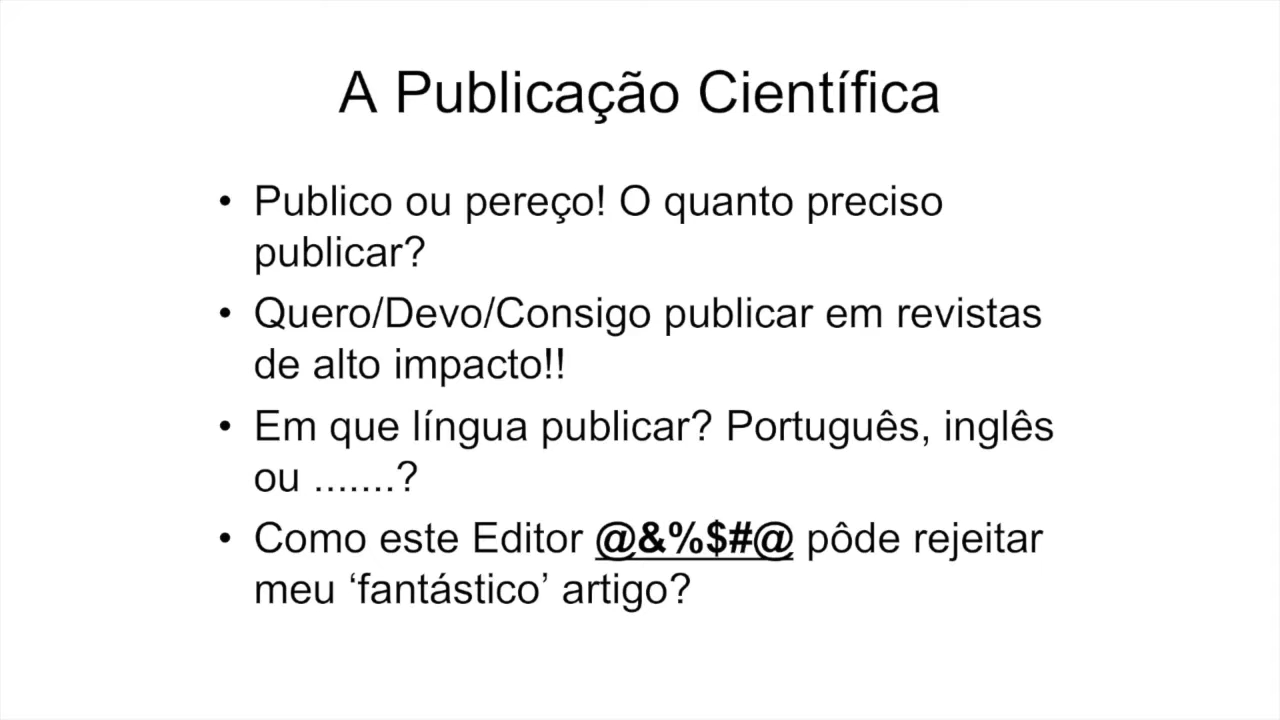 A Publicação Científica
• Publico ou pereço! O quanto preciso
publicar?
• Quero/Devo/Consigo publicar em revistas
de alto impacto!!
• Em que língua publicar? Português, inglês
ou .......?
• Como este Editor @&%$#@ pôde rejeitar
meu ‘fantástico’ artigo?